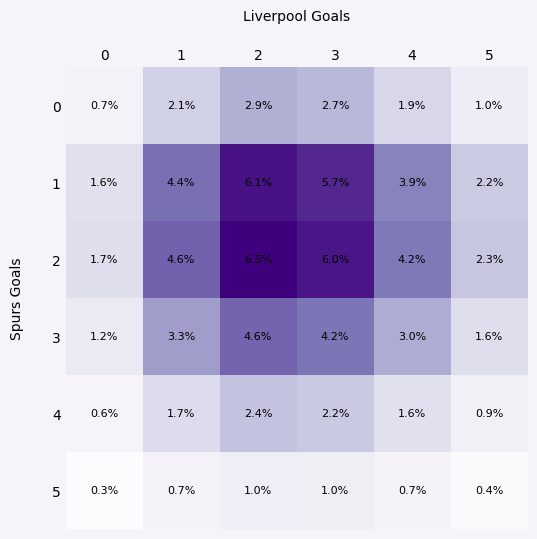 Liverpool Goals
0 1 2 3 4 5
0 0.7% 2.1% 2.9% 2.7% 1.9% 1.0%
1 1.6% 4.4% 6.1% 5.7% 3.9% 2.2%
2 1.7% 4.6% 6.5% 6.0% 4.2% 2.3%
Spurs Goals
3 1.2% 3.3% 4.6% 4.2% 3.0% 1.6%
4 0.6% 1.7% 2.4% 2.2% 1.6% 0.9%
5 0.3% 0.7% 1.0% 1.0% 0.7% 0.4%